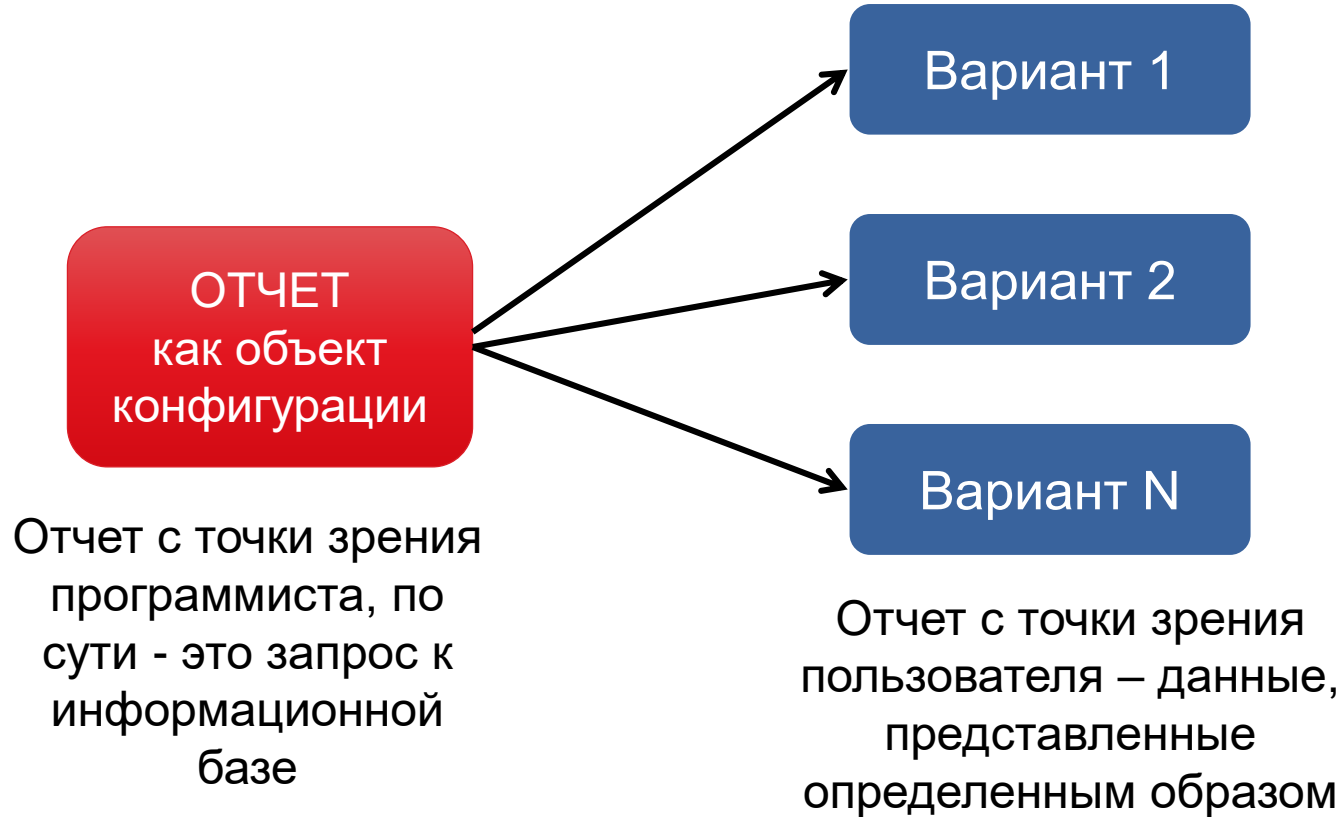 ОТЧЕТ
как объект
конфигурации
Отчет с точки зрения
программиста, по
сути - это запрос к
информационной
базе
Вариант 1
Вариант 2
Вариант N
Отчет с точки зрения
пользователя – данные,
представленные
определенным образом